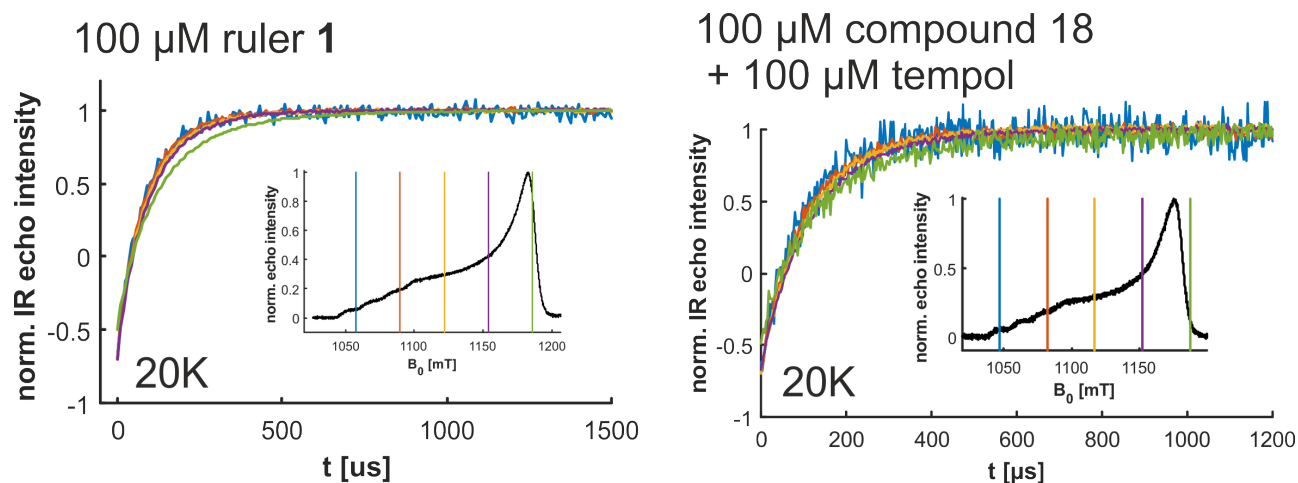 100 µM ruler 1
norm. IR echo intensity
1
0.5
0
-0.5
-1
0
500
1000
1500
t [us]
20K
norm. echo intensity
1
0.8
0.6
0.4
0.2
0
1050
1100
1150
1200
B0 [mT]
100 µM compound 18
+ 100 µM tempol
norm. IR echo intensity
1
0.5
0
-0.5
-1
0
200
400
600
800
1000
1200
t [µs]
20K
norm. echo intensity
1
0.5
0
1050
1100
1150
B0 [mT]